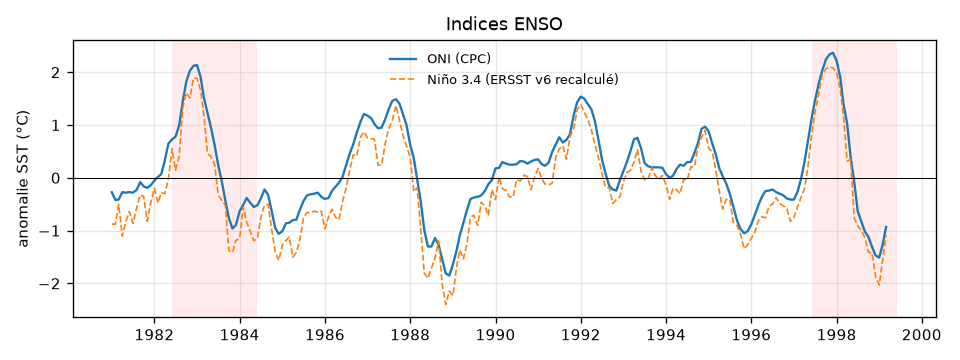 Indices ENSO
ONI (CPC)
Niño 3.4 (ERSST v6 recalculé)
anomalie SST (°C)
2
1
0
−1
−2
1982 1984 1986 1988 1990 1992 1994 1996 1998 2000